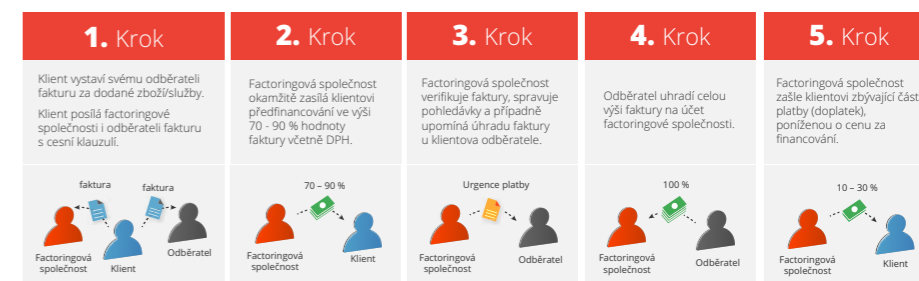 1. Krok
Klient vystaví svému odběrateli
fakturu za dodané zboží/služby.
Klient posílá factoringové
společnosti i odběrateli fakturu
s cesní klauzulí.
faktura
faktura
Factoringová
společnost
Klient
Odběratel
2. Krok
Factoringová společnost
okamžitě zasílá klientovi
předfinancování ve výši
70 - 90 % hodnoty
faktury včetně DPH.
70 – 90 %
Factoringová
společnost
Klient
3. Krok
Factoringová společnost
verifikuje faktury, spravuje
pohledávky a případně
upomíná úhradu faktury
u klientova odběratele.
Urgence platby
Factoringová
společnost
Odběratel
4. Krok
Odběratel uhradí celou
výši faktury na účet
factoringové společnosti.
100 %
Factoringová
společnost
Odběratel
5. Krok
Factoringová společnost
zašle klientovi zbývající část
platby (doplatek),
poníženou o cenu za
financování.
10 – 30 %
Factoringová
společnost
Klient